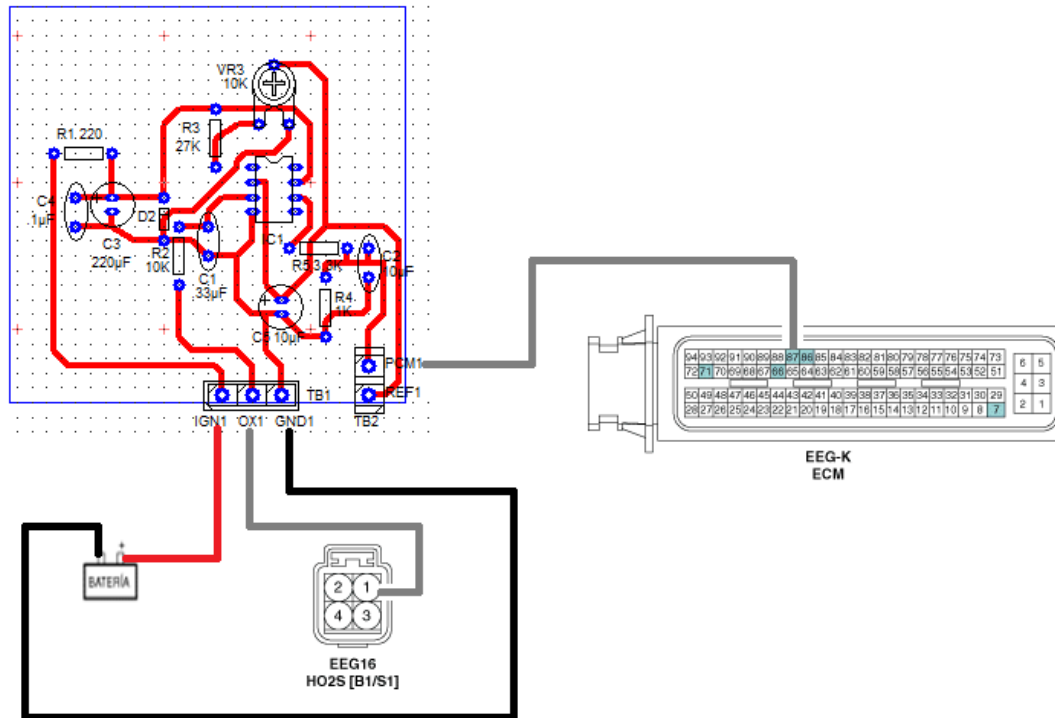 VR3
10K
R3
27K
R1. 220
C4
.1µF
+
C3
220µF
D2
R2
10K
C1
.33µF
IC1
R5 3.3K
C2
10µF
R4
1K
+
C5 10µF
PCM1
REF1
TB1
TB2
IGN1 OX1 GND1
94 93 92 91 90 89 88 87 86 85 84 83 82 81 80 79 78 77 76 75 74 73
72 71 70 69 68 67 66 65 64 63 62 61 60 59 58 57 56 55 54 53 52 51
50 49 48 47 46 45 44 43 42 41 40 39 38 37 36 35 34 33 32 31 30 29
28 27 26 25 24 23 22 21 20 19 18 17 16 15 14 13 12 11 10 9 8 7
6 5
4 3
2 1
EEG-K
ECM
+
BATERÍA
2 1
4 3
EEG16
HO2S [B1/S1]